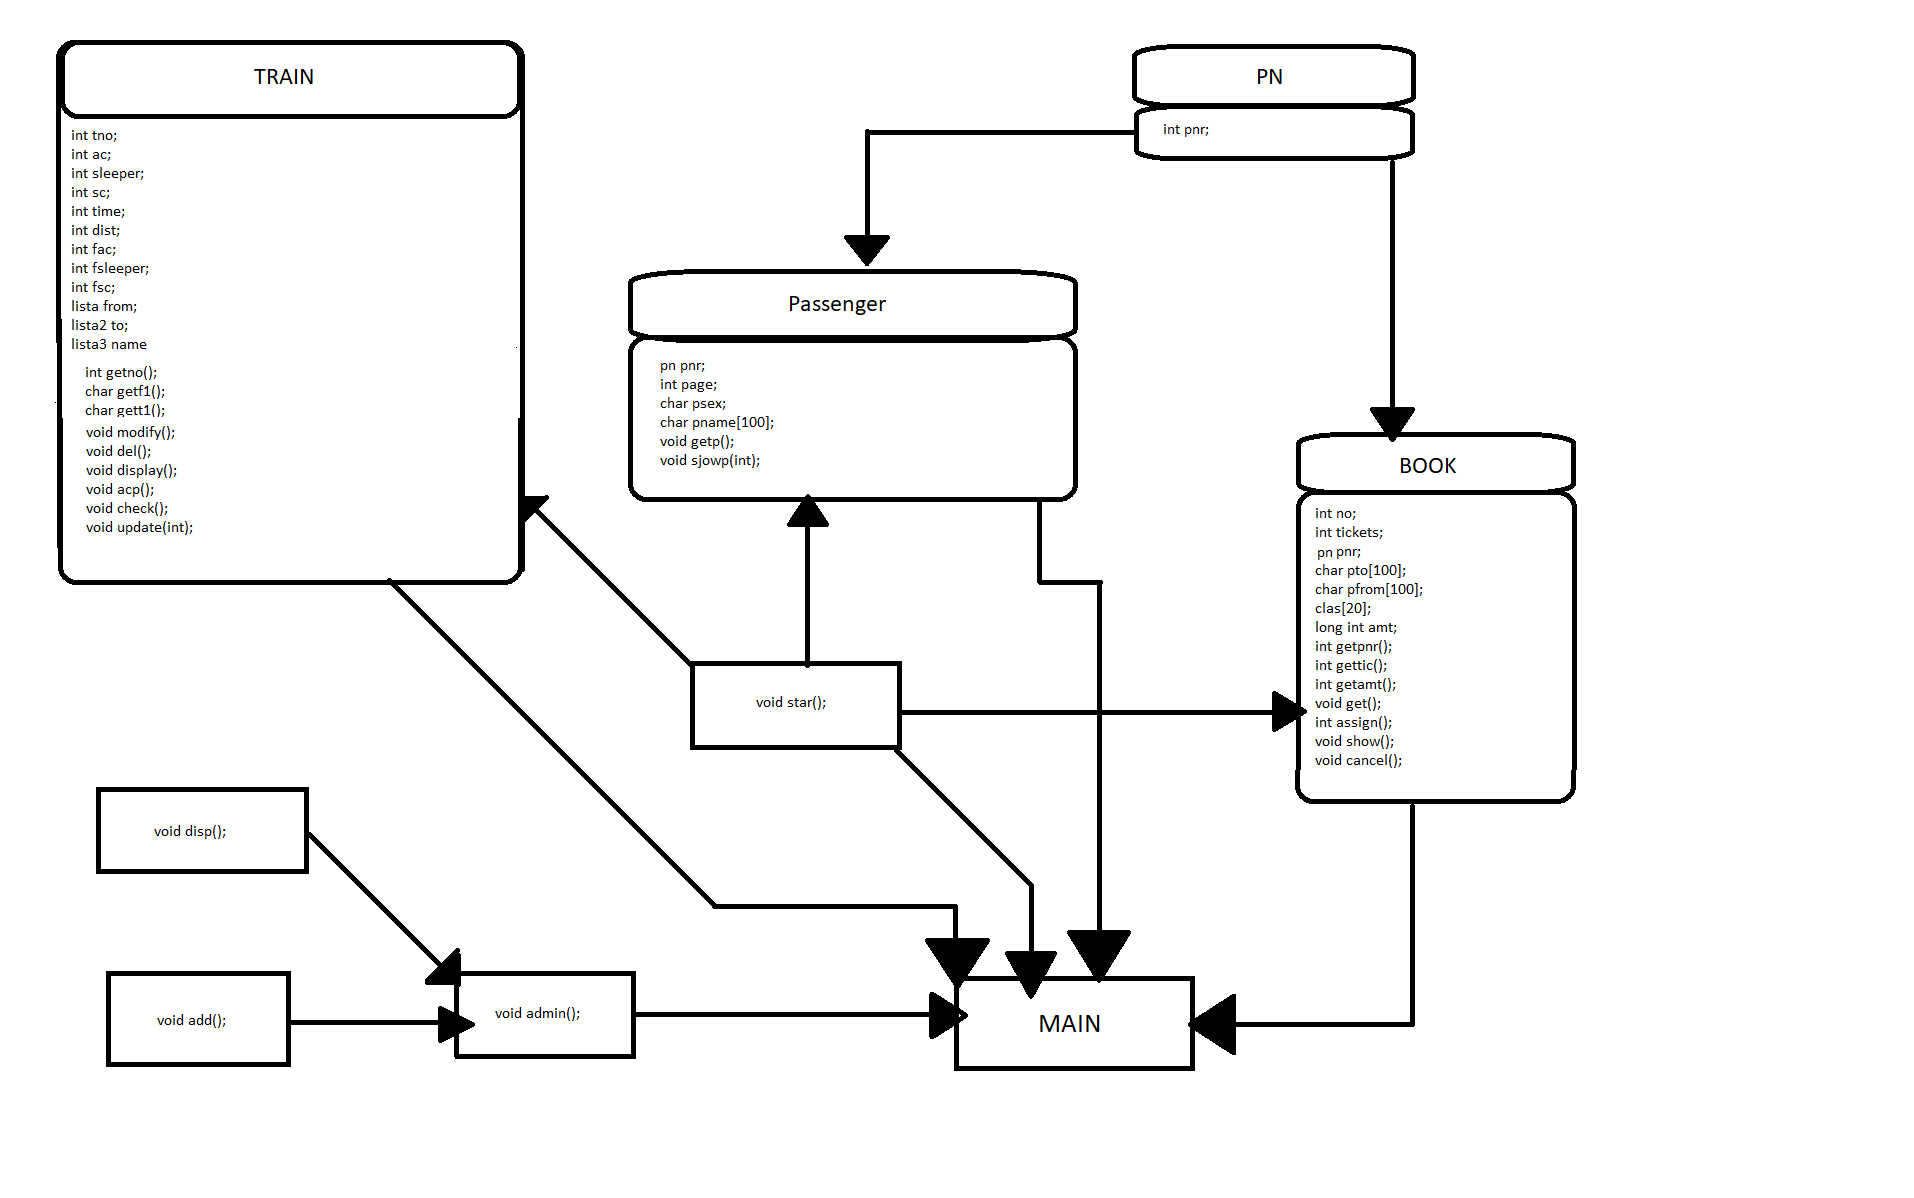 TRAIN
int tno;
int ac;
int sleeper;
int sc;
int time;
int dist;
int fac;
int fsleeper;
int fsc;
lista from;
lista2 to;
lista3 name
int getno();
char getf1();
char gett1();
void modify();
void del();
void display();
void acp();
void check();
void update(int);
PN
int pnr;
Passenger
pn pnr;
int page;
char psex;
char pname[100];
void getp();
void sjowp(int);
BOOK
int no;
int tickets;
pn pnr;
char pto[100];
char pfrom[100];
clas[20];
long int amt;
int getpnr();
int gettic();
int getamt();
void get();
int assign();
void show();
void cancel();
void star();
void disp();
void add();
void admin();
MAIN